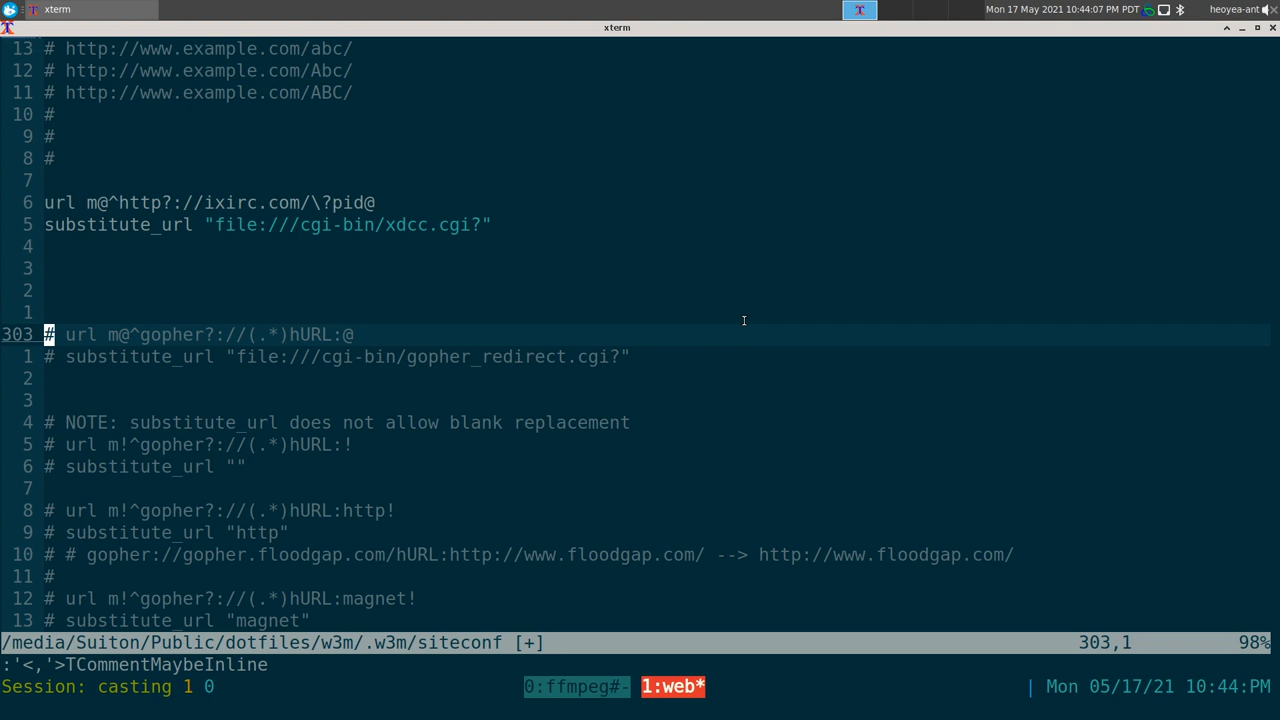 xterm
Mon 17 May 2021 10:44:07 PM PDT
heoyea-ant
xterm
13 # http://www.example.com/abc/
12 # http://www.example.com/Abc/
11 # http://www.example.com/ABC/
10 #
9 #
8 #
7
6 url m@^http?://ixirc.com/\?pid@
5 substitute_url "file:///cgi-bin/xdcc.cgi?"
4
3
2
1
303 # url m@^gopher?://(.*)hURL:@
1 # substitute_url "file:///cgi-bin/gopher_redirect.cgi?"
2
3
4 # NOTE: substitute_url does not allow blank replacement
5 # url m!^gopher?://(.*)hURL:!
6 # substitute_url ""
7
8 # url m!^gopher?://(.*)hURL:http!
9 # substitute_url "http"
10 # # gopher://gopher.floodgap.com/hURL:http://www.floodgap.com/ --> http://www.floodgap.com/
11 #
12 # url m!^gopher?://(.*)hURL:magnet!
13 # substitute_url "magnet"
/media/Suiton/Public/dotfiles/w3m/.w3m/siteconf [+] 303,1 98%
:'<,'>TCommentMaybeInline
Session: casting 1 0 0:ffmpeg#- 1:web* | Mon 05/17/21 10:44:PM